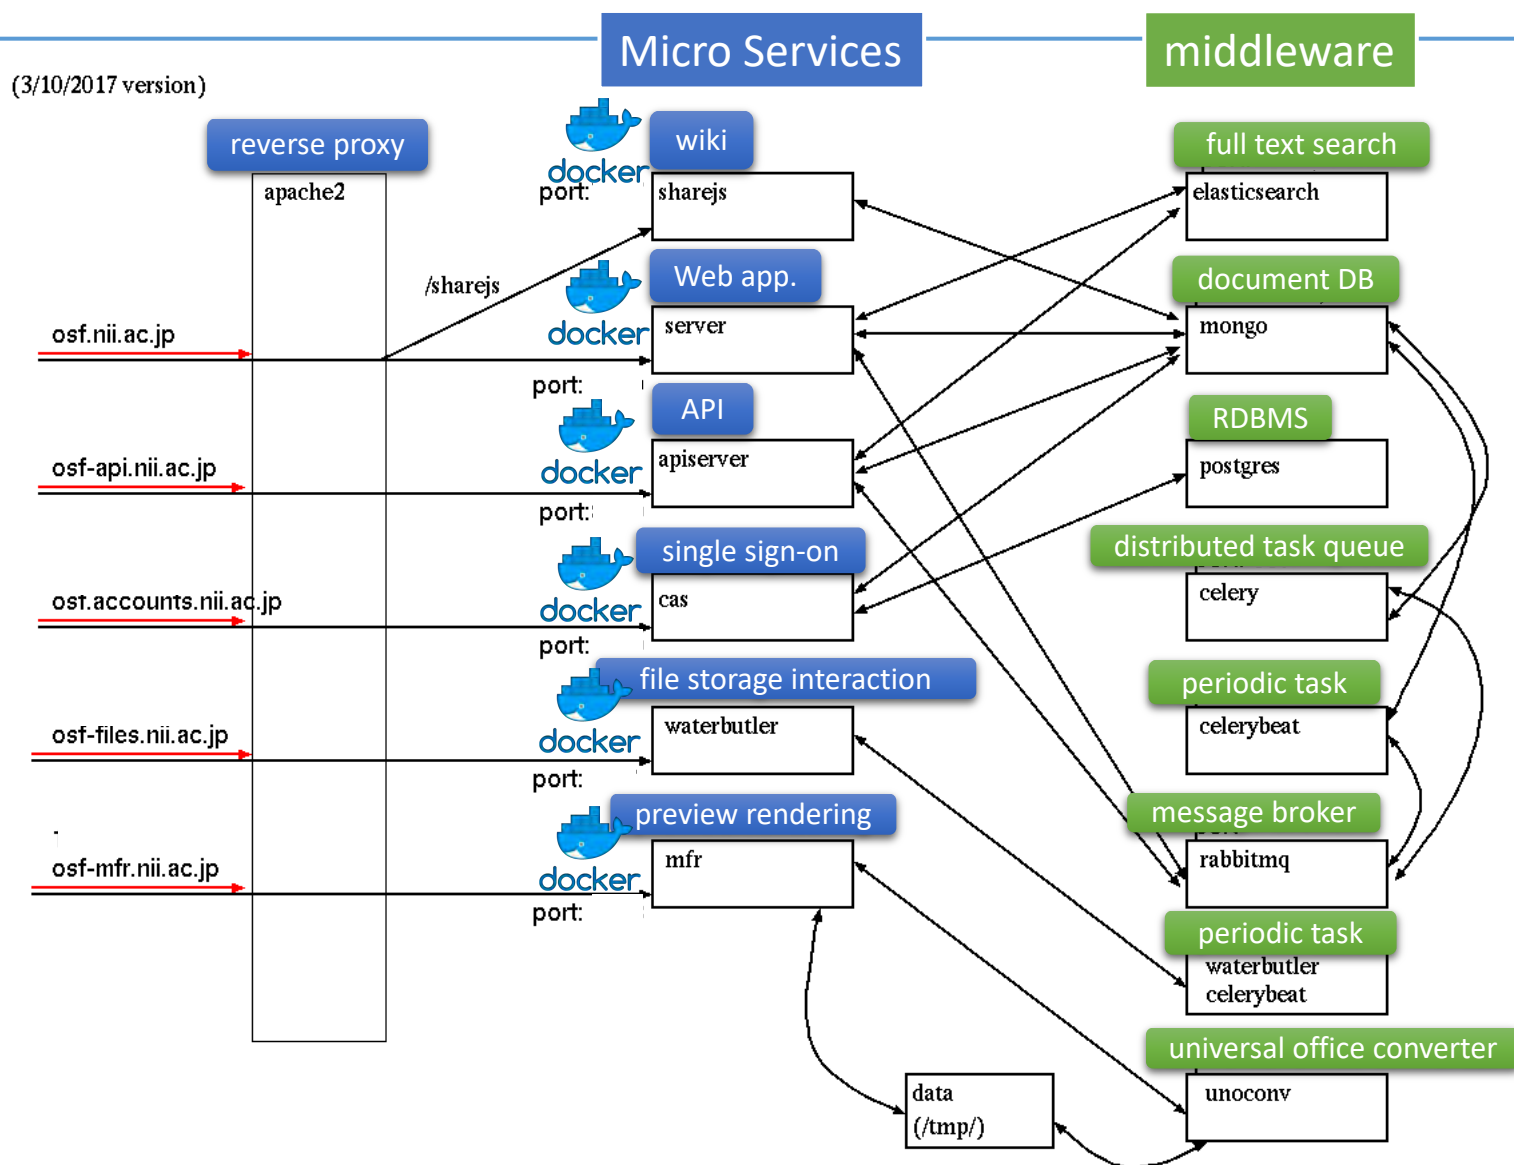 Micro Services
middleware
(3/10/2017 version)
reverse proxy
apache2
docker
port:
wiki
sharejs
full text search
elasticsearch
/sharejs
osf.nii.ac.jp
docker
port:
Web app.
server
document DB
mongo
osf-api.nii.ac.jp
docker
port:
API
apiserver
RDBMS
postgres
ost.accounts.nii.ac.jp
docker
port:
single sign-on
cas
distributed task queue
celery
osf-files.nii.ac.jp
docker
port:
file storage interaction
waterbutler
periodic task
celerybeat
osf-mfr.nii.ac.jp
docker
port:
preview rendering
mfr
message broker
rabbitmq
periodic task
waterbutler
celerybeat
universal office converter
unoconv
data
(/tmp/)